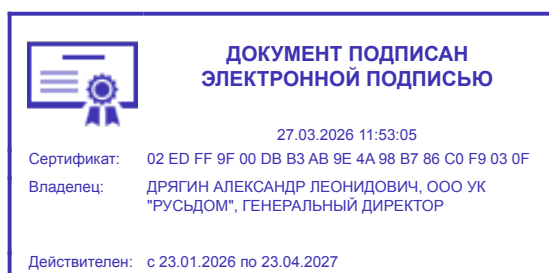 ДОКУМЕНТ ПОДПИСАН
ЭЛЕКТРОННОЙ ПОДПИСЬЮ
27.03.2026 11:53:05
Сертификат: 02 ED FF 9F 00 DB B3 AB 9E 4A 98 B7 86 C0 F9 03 0F
Владелец: ДРЯГИН АЛЕКСАНДР ЛЕОНИДОВИЧ, ООО УК
"РУСЬДОМ", ГЕНЕРАЛЬНЫЙ ДИРЕКТОР
Действителен: с 23.01.2026 по 23.04.2027